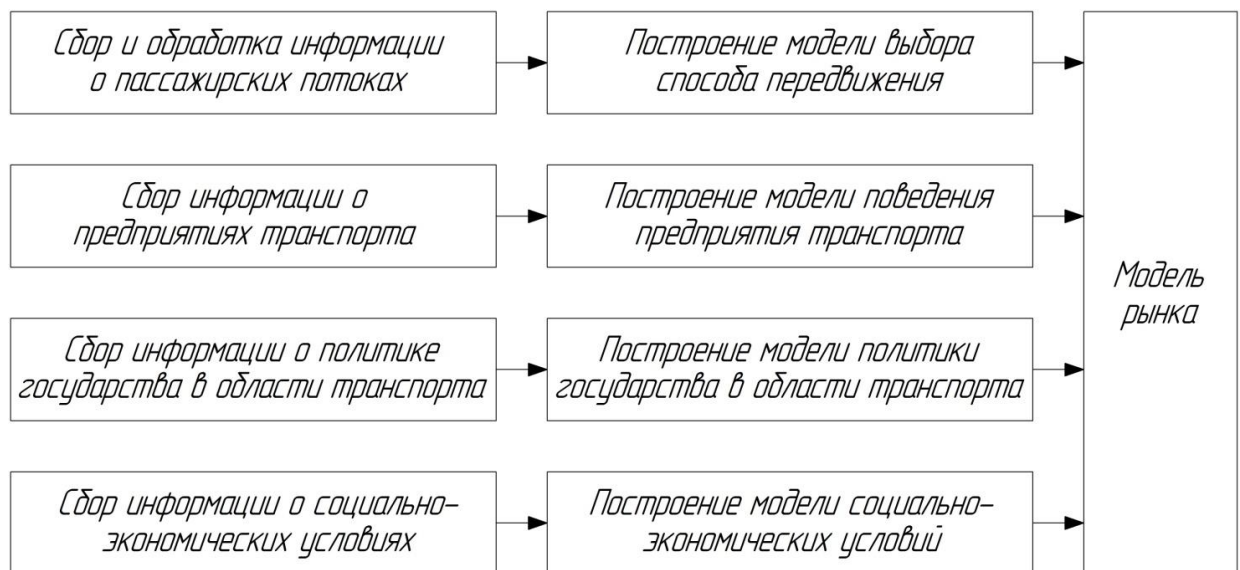 Сбор и обработка информации
о пассажирских потоках
Построение модели выбора
способа передвижения
Сбор информации о
предприятиях транспорта
Построение модели поведения
предприятия транспорта
Модель
рынка
Сбор информации о политике
государства в области транспорта
Построение модели политики
государства в области транспорта
Сбор информации о социально-
экономических условиях
Построение модели социально-
экономических условий